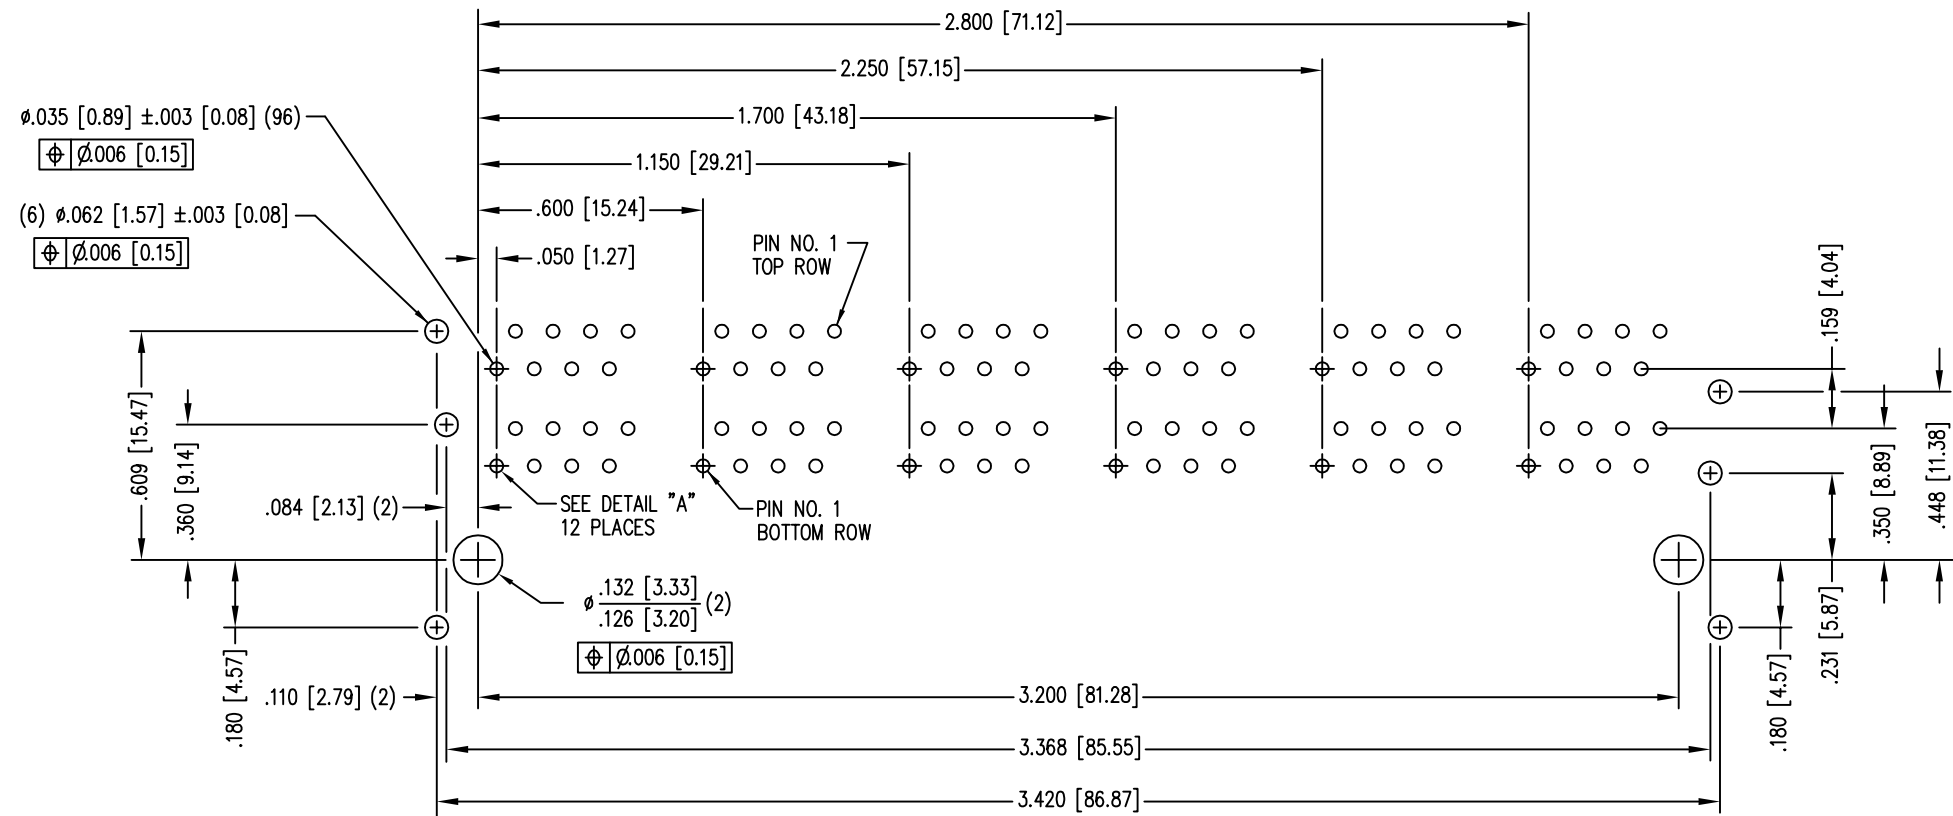 2.800 [71.12]
2.250 [57.15]
ø.035 [0.89] ±.003 [0.08] (96)
⌖ Ø.006 [0.15]
1.700 [43.18]
1.150 [29.21]
(6) ø.062 [1.57] ±.003 [0.08]
⌖ Ø.006 [0.15]
.600 [15.24]
.050 [1.27]
PIN NO. 1
TOP ROW
.159 [4.04]
.609 [15.47]
.360 [9.14]
.084 [2.13] (2)
SEE DETAIL "A"
12 PLACES
PIN NO. 1
BOTTOM ROW
.350 [8.89]
.448 [11.38]
ø .132 [3.33]
.126 [3.20] (2)
⌖ Ø.006 [0.15]
.231 [5.87]
.180 [4.57]
.110 [2.79] (2)
3.200 [81.28]
.180 [4.57]
3.368 [85.55]
3.420 [86.87]